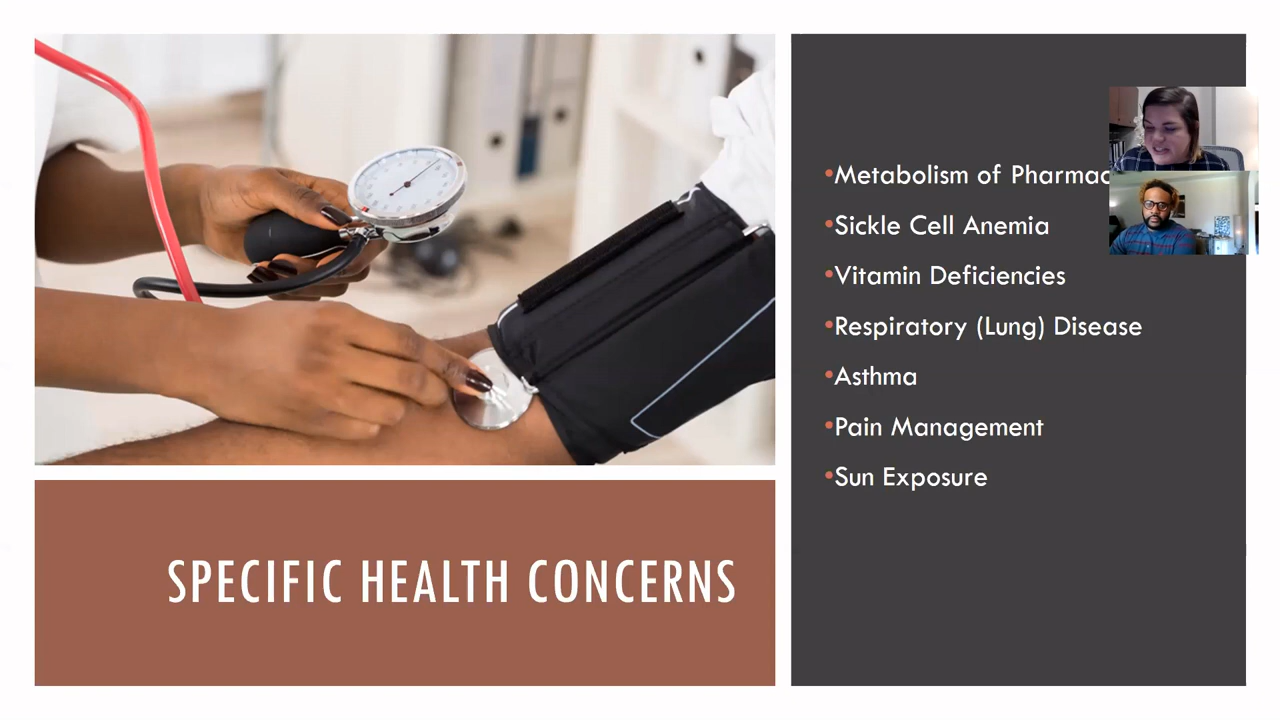 •Metabolism of
•Sickle Cell Anemia
•Vitamin Deficiencies
•Respiratory (Lung) Disease
•Asthma
•Pain Management
•Sun Exposure
SPECIFIC HEALTH CONCERNS